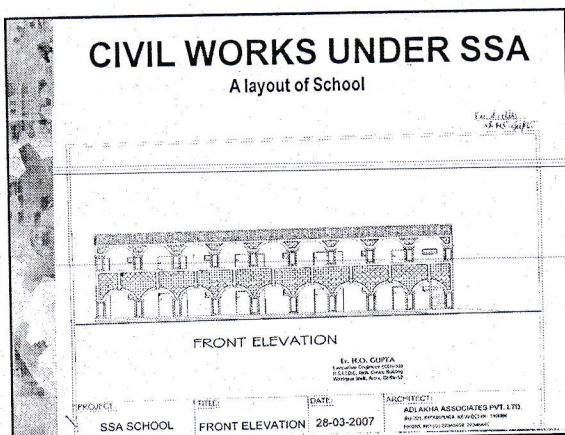 CIVIL WORKS UNDER SSA
A layout of School
FRONT ELEVATION
Er. H.O. GUPTA
PROJECT:
SSA SCHOOL
TITLE:
FRONT ELEVATION
DATE:
28-03-2007
ARCHITECT:
ADLAKHA ASSOCIATES PVT. LTD.